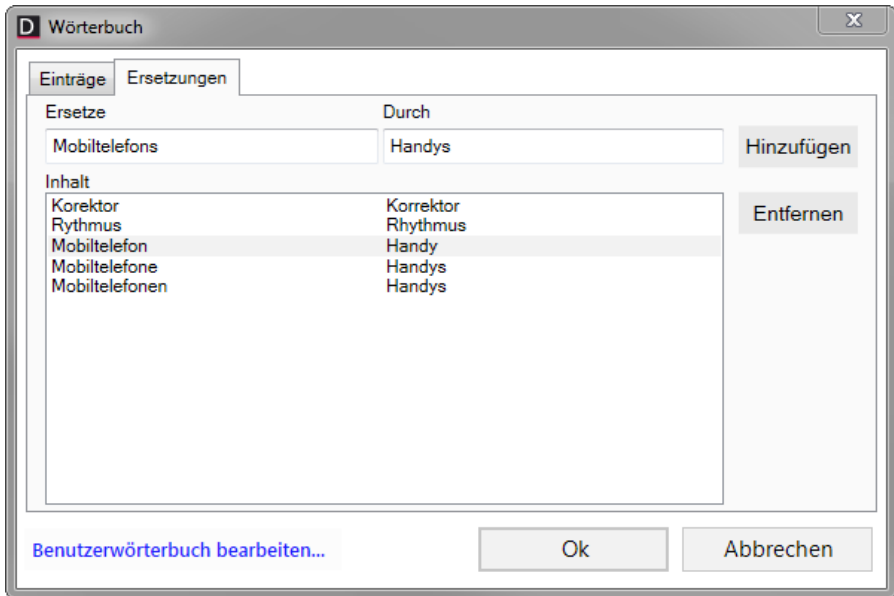 D Wörterbuch X
Einträge Ersetzungen
Ersetze Durch
Mobiltelefons Handys Hinzufügen
Inhalt
Korektor Korrektor
Entfernen
Rythmus Rhythmus
Mobiltelefon Handy
Mobiltelefone Handys
Mobiltelefonen Handys
Benutzerwörterbuch bearbeiten... Ok Abbrechen